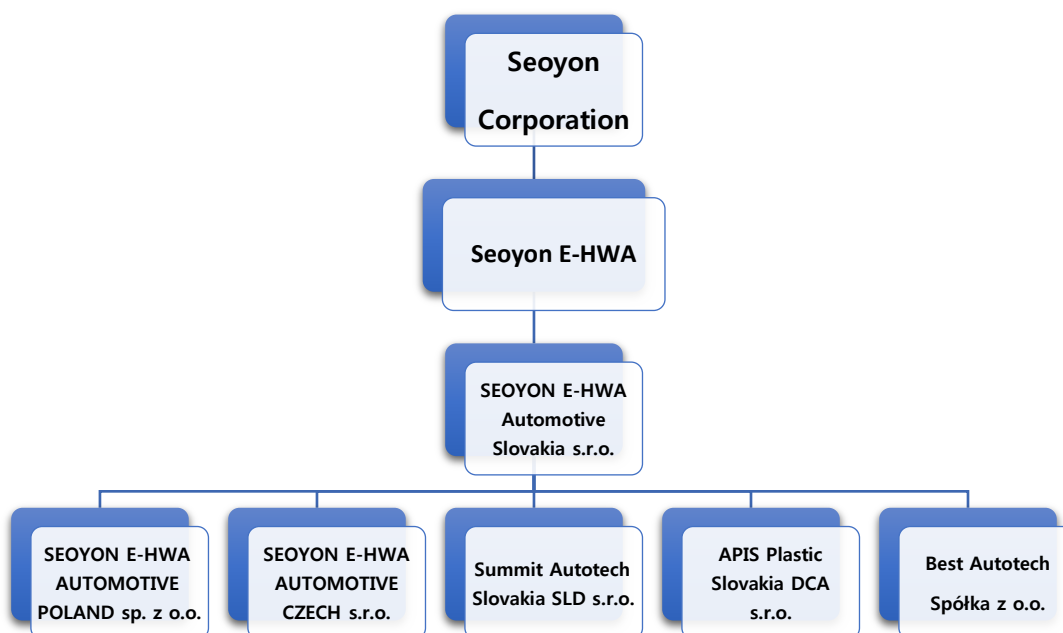 Seoyon
Corporation
Seoyon E-HWA
SEOYON E-HWA
Automotive
Slovakia s.r.o.
SEOYON E-HWA
AUTOMOTIVE
POLAND sp. z o.o.
SEOYON E-HWA
AUTOMOTIVE
CZECH s.r.o.
Summit Autotech
Slovakia SLD s.r.o.
APIS Plastic
Slovakia DCA
s.r.o.
Best Autotech
Spółka z o.o.